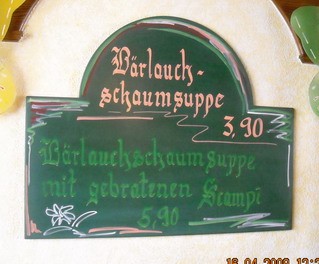 Bärlauch-
schaumsuppe
3,90
Bärlauchschaumsuppe
mit gebratenen Scampi
5,90